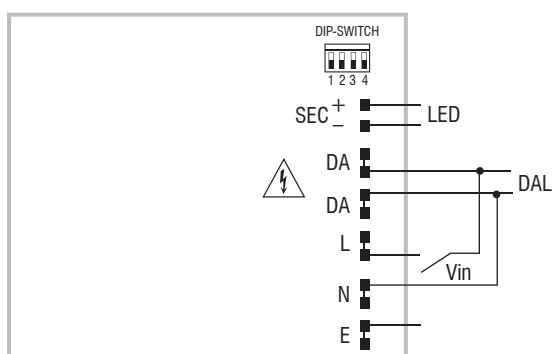 DIP-SWITCH
1 2 3 4
SEC + −
LED
DA
DA
DAL
L
Vin
N
E